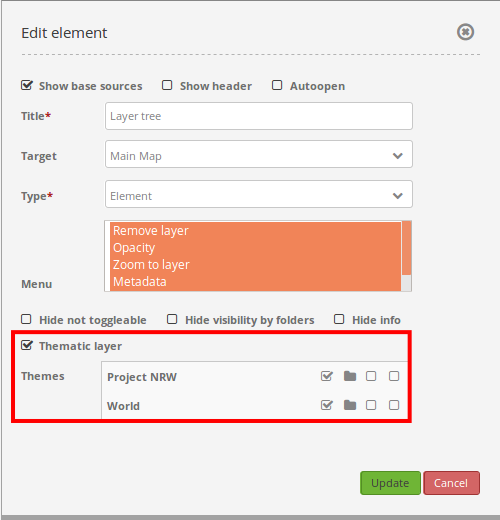 Edit element
Show base sources Show header Autoopen
Title* Layer tree
Target Main Map
Type* Element
Remove layer
Opacity
Zoom to layer
Metadata
Menu
Hide not toggleable Hide visibility by folders Hide info
Thematic layer
Themes Project NRW
World
Update Cancel